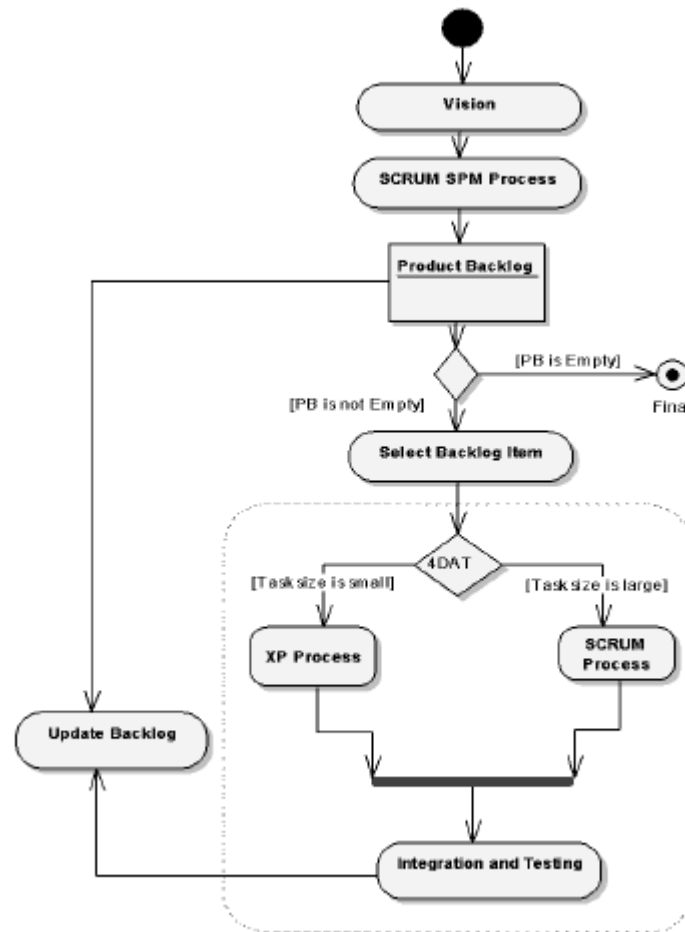 Vision
SCRUM SPM Process
Product Backlog
[PB is Empty]
Final
[PB is not Empty]
Select Backlog Item
4DAT
[Task size is small]
[Task size is large]
XP Process
SCRUM
Process
Update Backlog
Integration and Testing